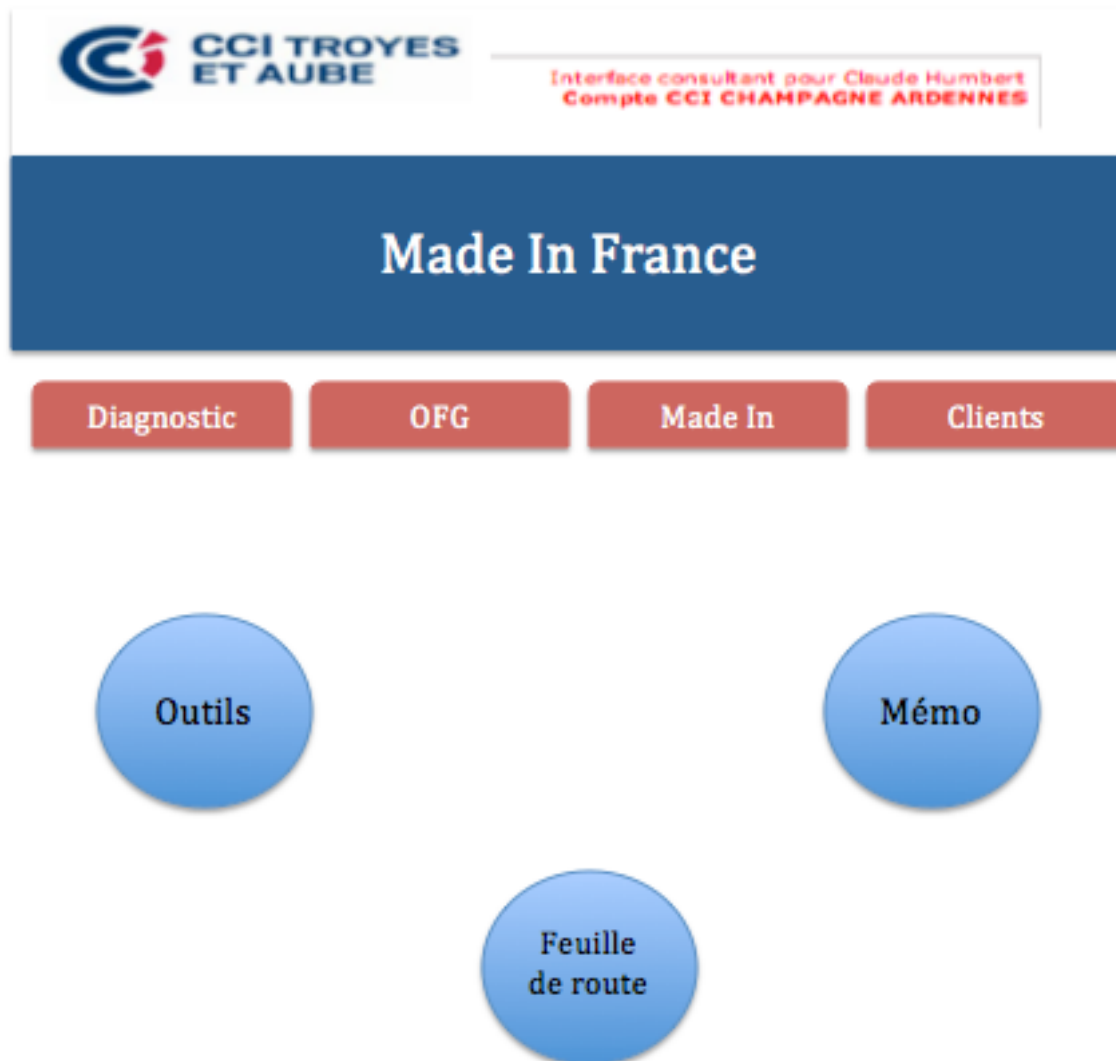 CCI TROYES
ET AUBE
Interface consultant pour Claude Humbert
Compte CCI CHAMPAGNE ARDENNES
Made In France
Diagnostic
OFG
Made In
Clients
Outils
Mémo
Feuille
de route